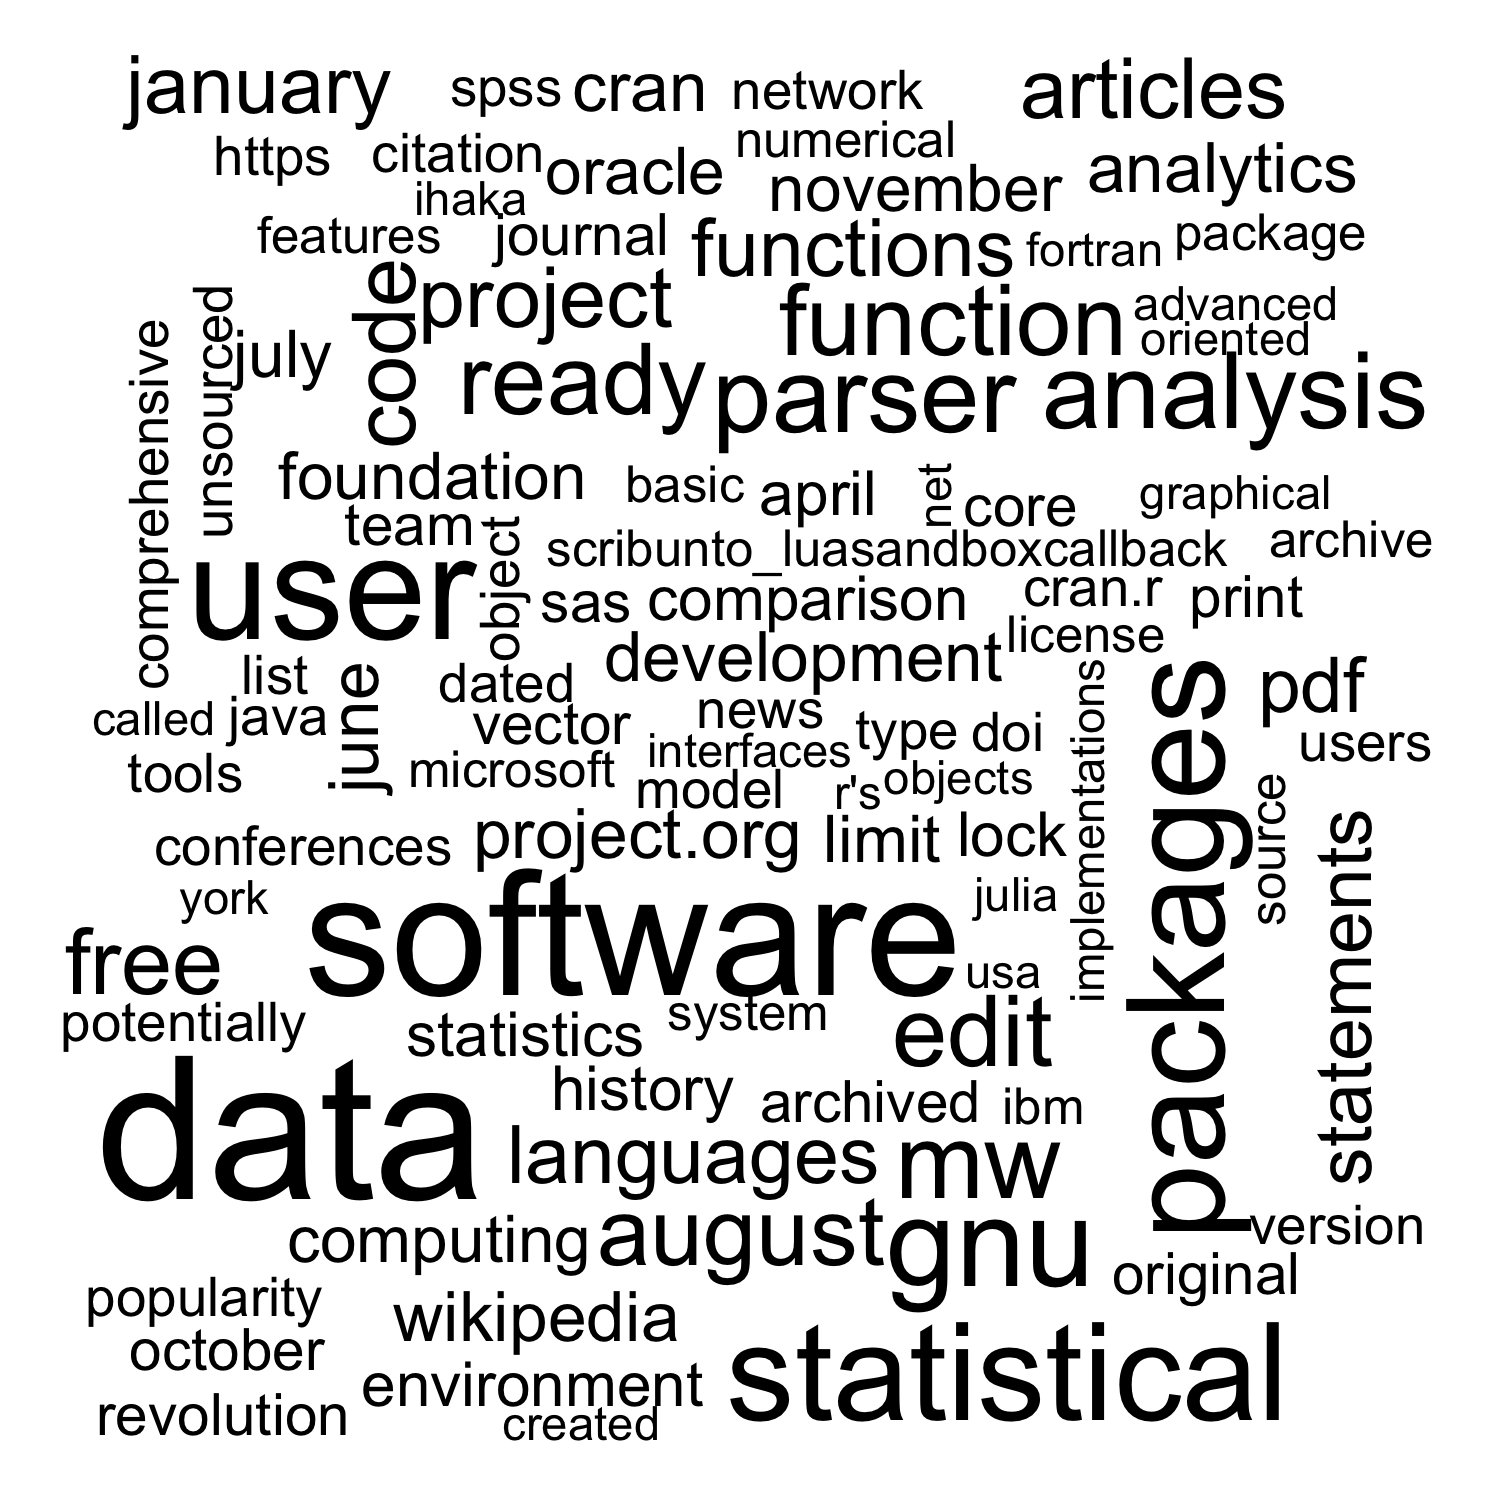 january spss cran network articles
https citation numerical
ihaka oracle november analytics
features journal functions fortran package
code project function advanced
oriented
comprehensive unsourced july ready parser analysis
foundation basic april net core graphical
team object scribunto_luasandboxcallback archive
user sas comparison cran.r print
development license
list june dated news packages pdf
called java vector interfaces type doi implementations users
tools microsoft model r's objects source
conferences project.org limit lock statements
york software julia
free usa
potentially statistics system edit
data history archived ibm
languages mw
computing august gnu version
original
popularity wikipedia statistical
october environment
revolution created